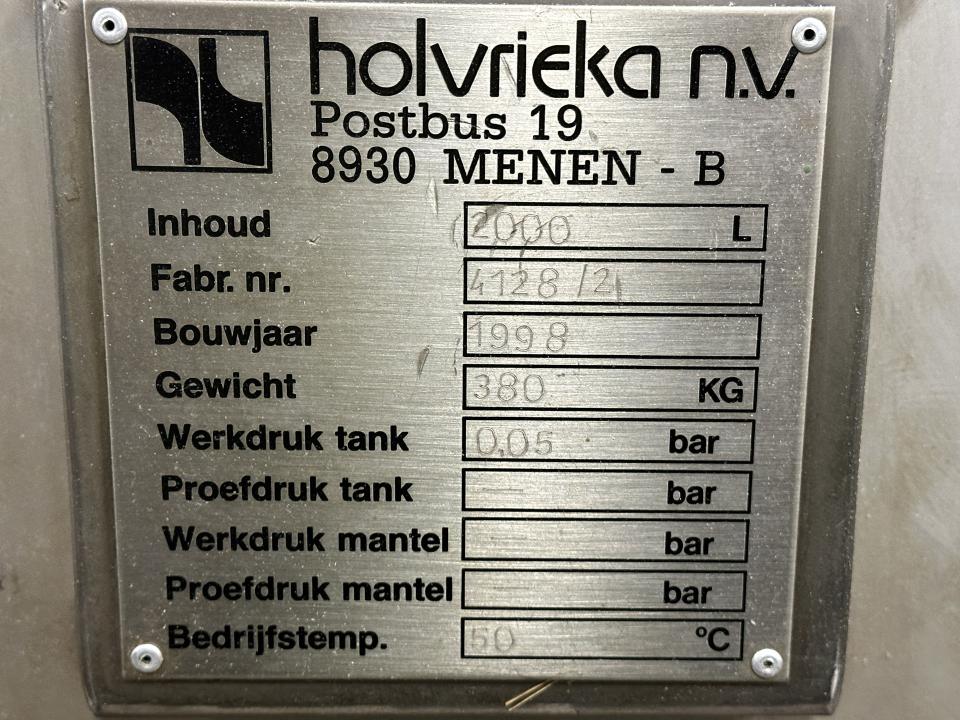 holvrieka n.v.
Postbus 19
8930 MENEN - B
Inhoud 2000 L
Fabr. nr. 4128/2
Bouwjaar 1998
Gewicht 380 KG
Werkdruk tank 0,05 bar
Proefdruk tank bar
Werkdruk mantel bar
Proefdruk mantel bar
Bedrijfstemp. 50 °C